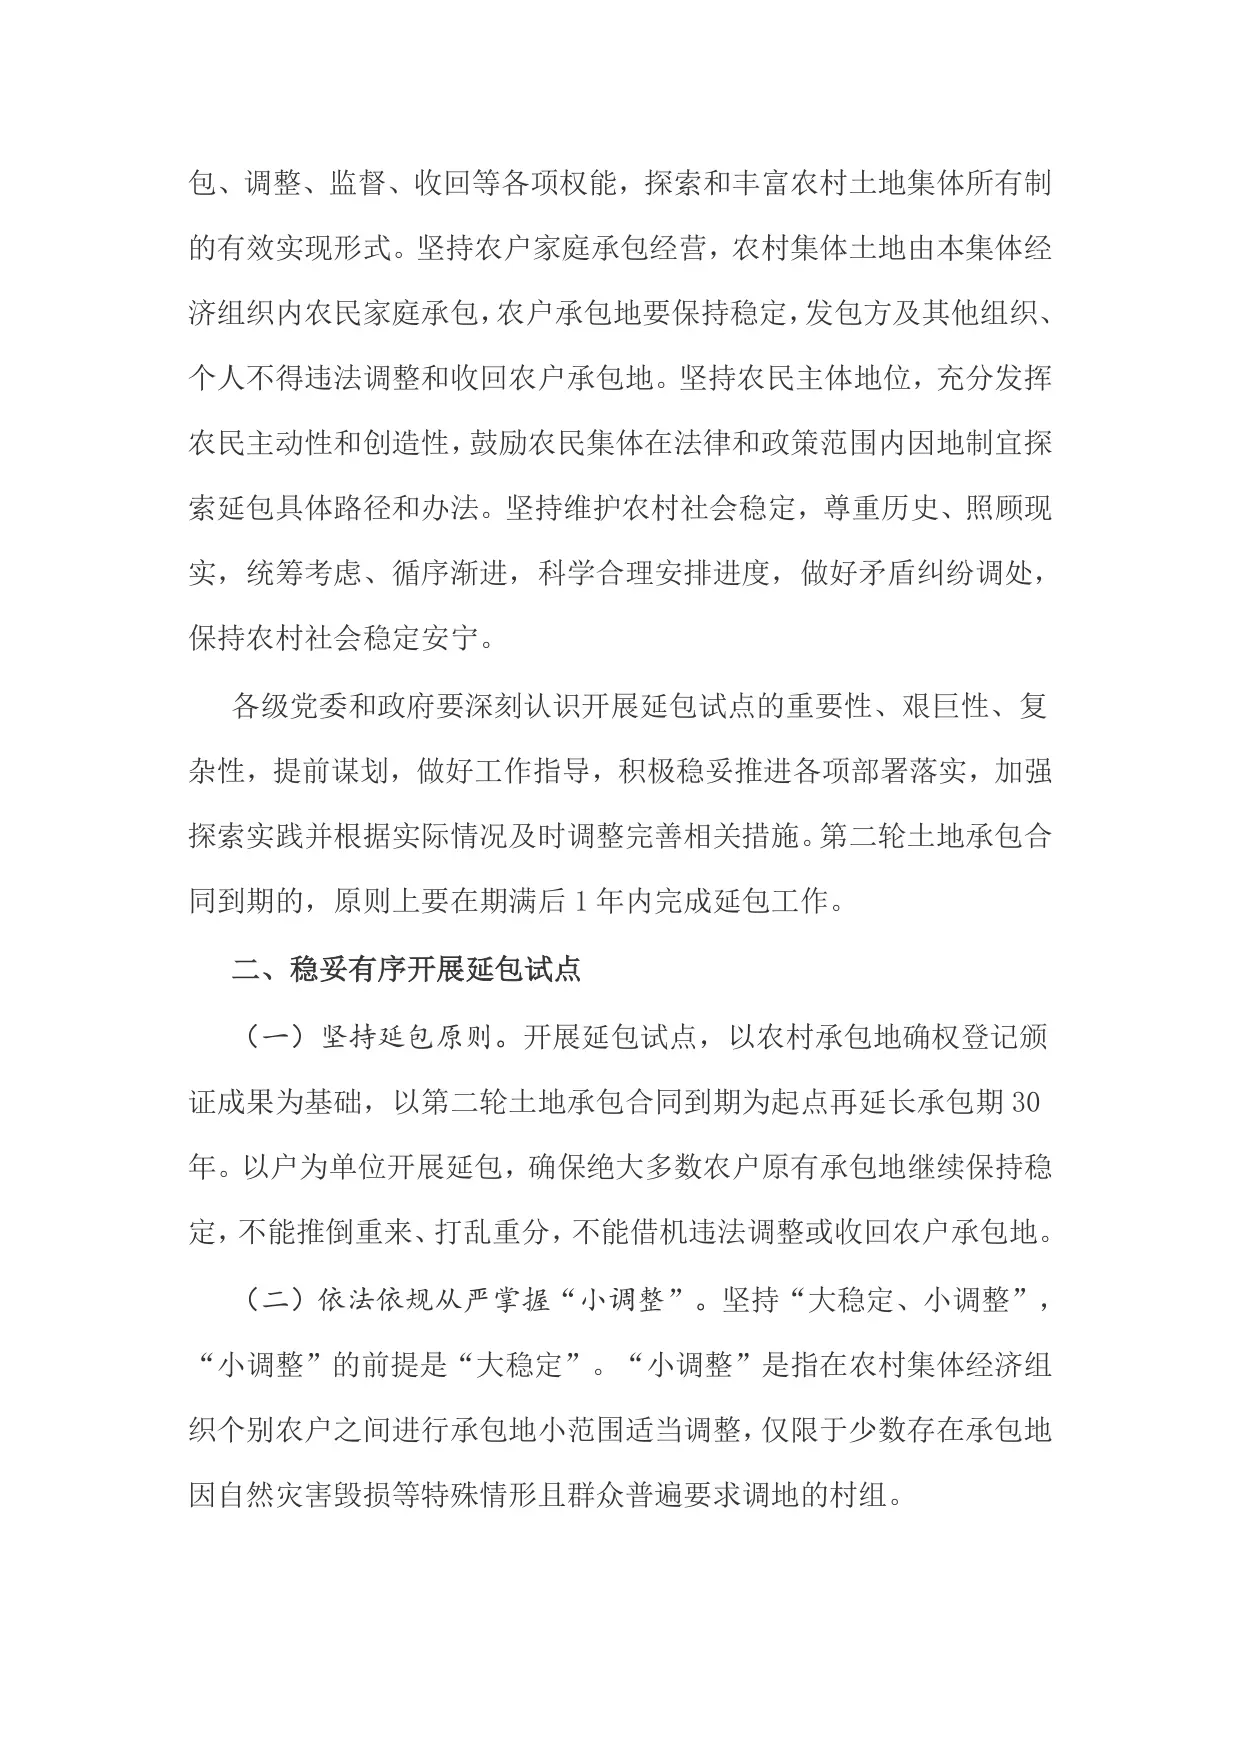 包、调整、监督、收回等各项权能，探索和丰富农村土地集体所有制
的有效实现形式。坚持农户家庭承包经营，农村集体土地由本集体经
济组织内农民家庭承包，农户承包地要保持稳定，发包方及其他组织、
个人不得违法调整和收回农户承包地。坚持农民主体地位，充分发挥
农民主动性和创造性，鼓励农民集体在法律和政策范围内因地制宜探
索延包具体路径和办法。坚持维护农村社会稳定，尊重历史、照顾现
实，统筹考虑、循序渐进，科学合理安排进度，做好矛盾纠纷调处，
保持农村社会稳定安宁。
各级党委和政府要深刻认识开展延包试点的重要性、艰巨性、复
杂性，提前谋划，做好工作指导，积极稳妥推进各项部署落实，加强
探索实践并根据实际情况及时调整完善相关措施。第二轮土地承包合
同到期的，原则上要在期满后 1 年内完成延包工作。
二、稳妥有序开展延包试点
（一）坚持延包原则。开展延包试点，以农村承包地确权登记颁
证成果为基础，以第二轮土地承包合同到期为起点再延长承包期 30
年。以户为单位开展延包，确保绝大多数农户原有承包地继续保持稳
定，不能推倒重来、打乱重分，不能借机违法调整或收回农户承包地。
（二）依法依规从严掌握“小调整”。坚持“大稳定、小调整”，
“小调整”的前提是“大稳定”。“小调整”是指在农村集体经济组
织个别农户之间进行承包地小范围适当调整，仅限于少数存在承包地
因自然灾害毁损等特殊情形且群众普遍要求调地的村组。